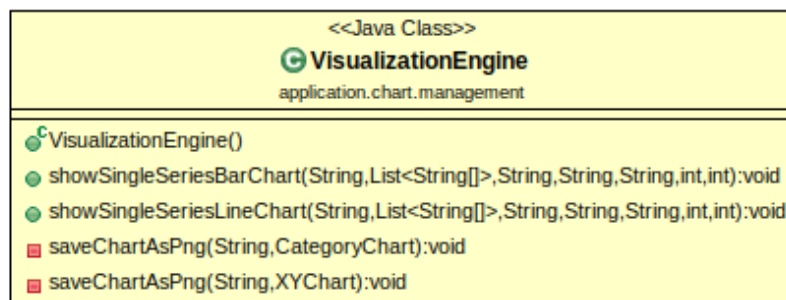 <<Java Class>>
C VisualizationEngine
application.chart.management
C VisualizationEngine()
showSingleSeriesBarChart(String,List<String[]>,String,String,String,int,int):void
showSingleSeriesLineChart(String,List<String[]>,String,String,String,int,int):void
saveChartAsPng(String,CategoryChart):void
saveChartAsPng(String,XYChart):void